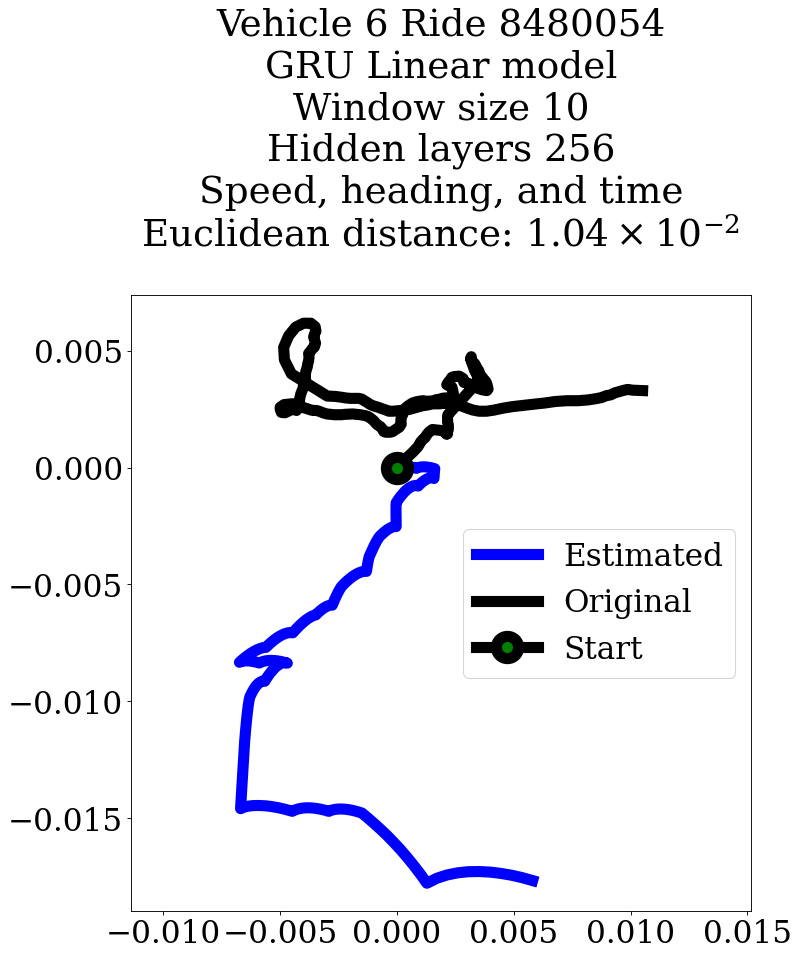 Vehicle 6 Ride 8480054
GRU Linear model
Window size 10
Hidden layers 256
Speed, heading, and time
Euclidean distance: 1.04 × 10⁻²
0.005
0.000
−0.005
−0.010
−0.015
Estimated
Original
Start
−0.010 −0.005 0.000 0.005 0.010 0.015